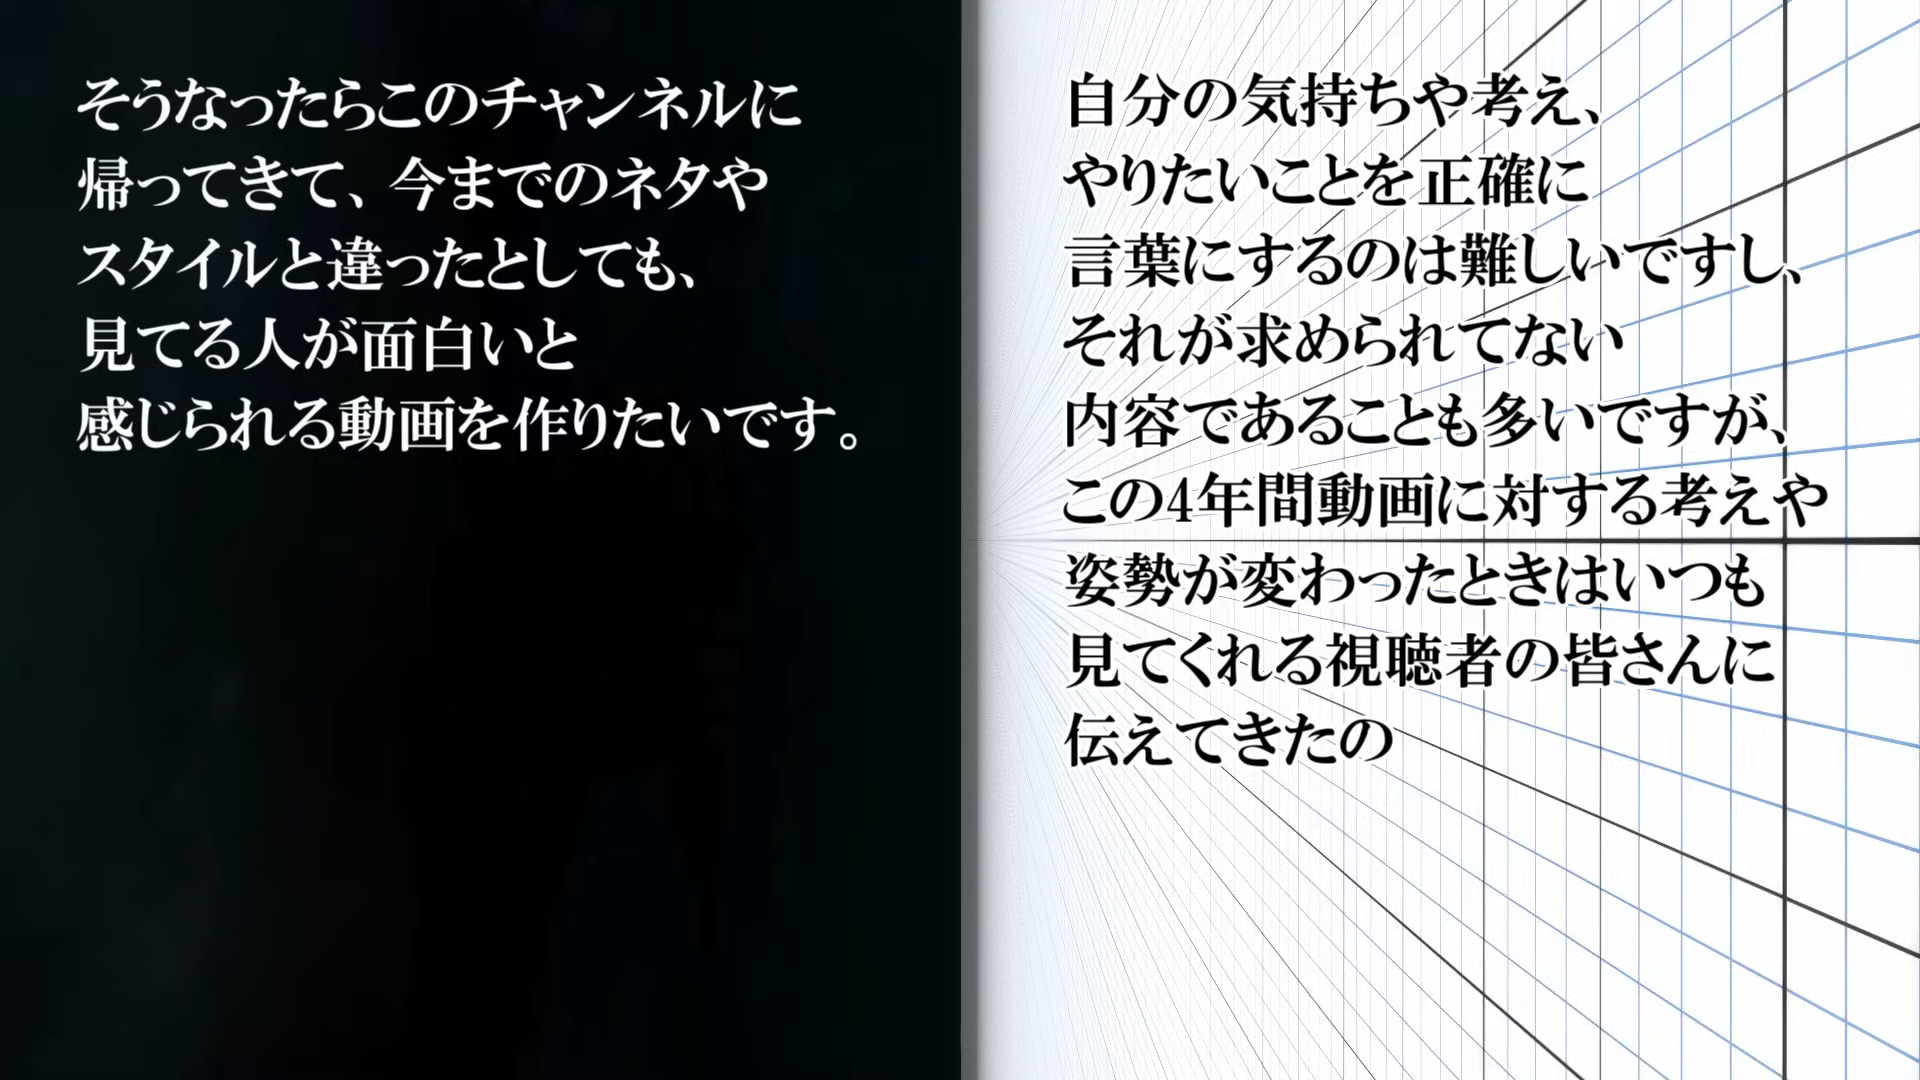 そうなったらこのチャンネルに
帰ってきて、今までのネタや
スタイルと違ったとしても、
見てる人が面白いと
感じられる動画を作りたいです。
自分の気持ちや考え、
やりたいことを正確に
言葉にするのは難しいですし、
それが求められてない
内容であることも多いですが、
この4年間動画に対する考えや
姿勢が変わったときはいつも
見てくれる視聴者の皆さんに
伝えてきたの